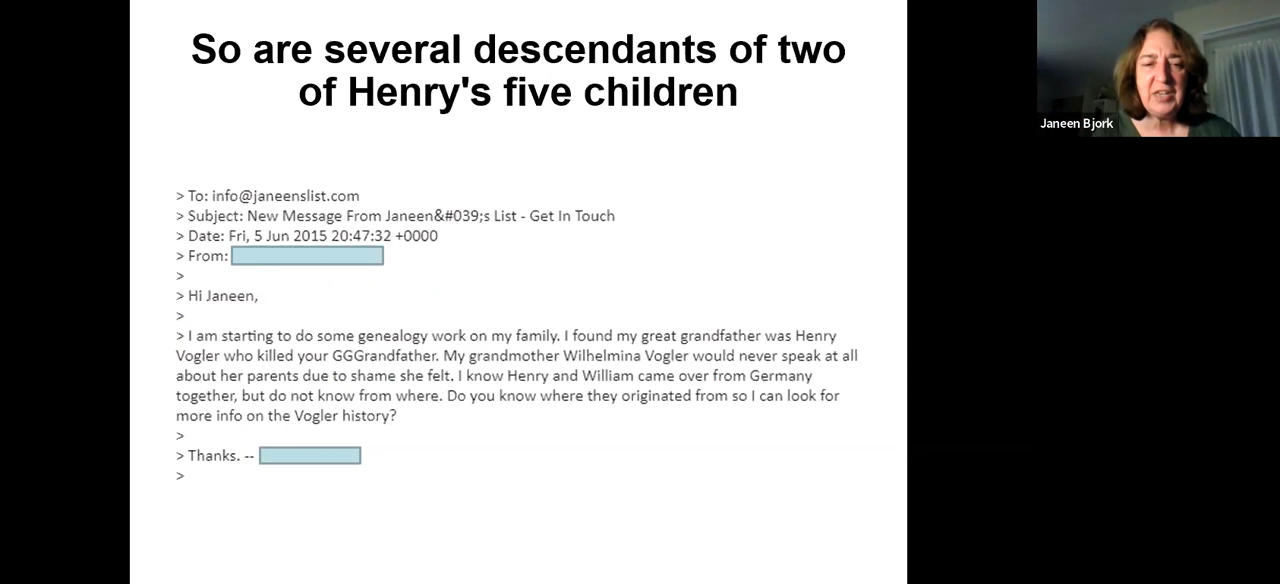 So are several descendants of two
of Henry's five children
Janeen Bjork
> To: info@janeenslist.com
> Subject: New Message From Janeen&#039;s List - Get In Touch
> Date: Fri, 5 Jun 2015 20:47:32 +0000
> From:
>
> Hi Janeen,
>
> I am starting to do some genealogy work on my family. I found my great grandfather was Henry
Vogler who killed your GGGrandfather. My grandmother Wilhelmina Vogler would never speak at all
about her parents due to shame she felt. I know Henry and William came over from Germany
together, but do not know from where. Do you know where they originated from so I can look for
more info on the Vogler history?
>
> Thanks. --
>